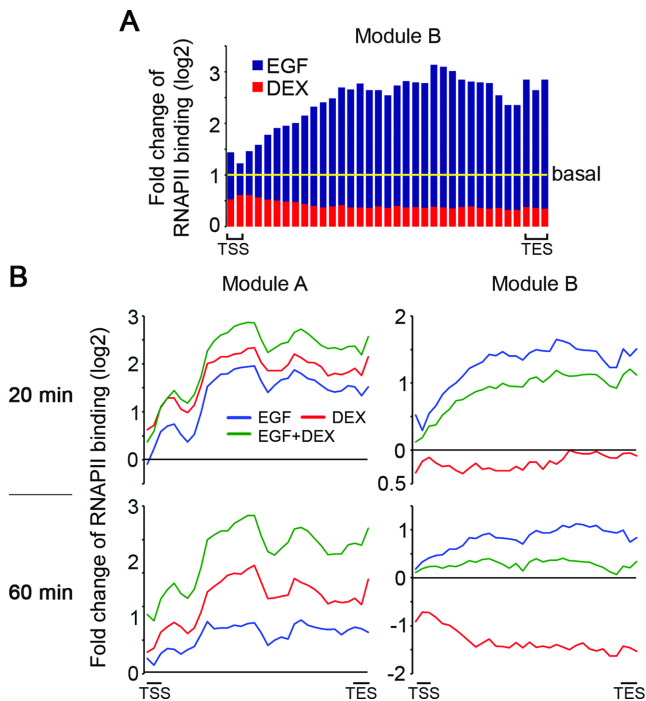 A
Module B
Fold change of
RNAPII binding (log2)
3
2
1
0
EGF
DEX
basal
TSS
TES
B
Module A
Module B
20 min
60 min
Fold change of RNAPII binding (log2)
3
2
1
2
1
0
EGF
DEX
EGF+DEX
2
1
0
0.5
3
2
1
0
1
0
-1
-2
TSS
TES
TSS
TES